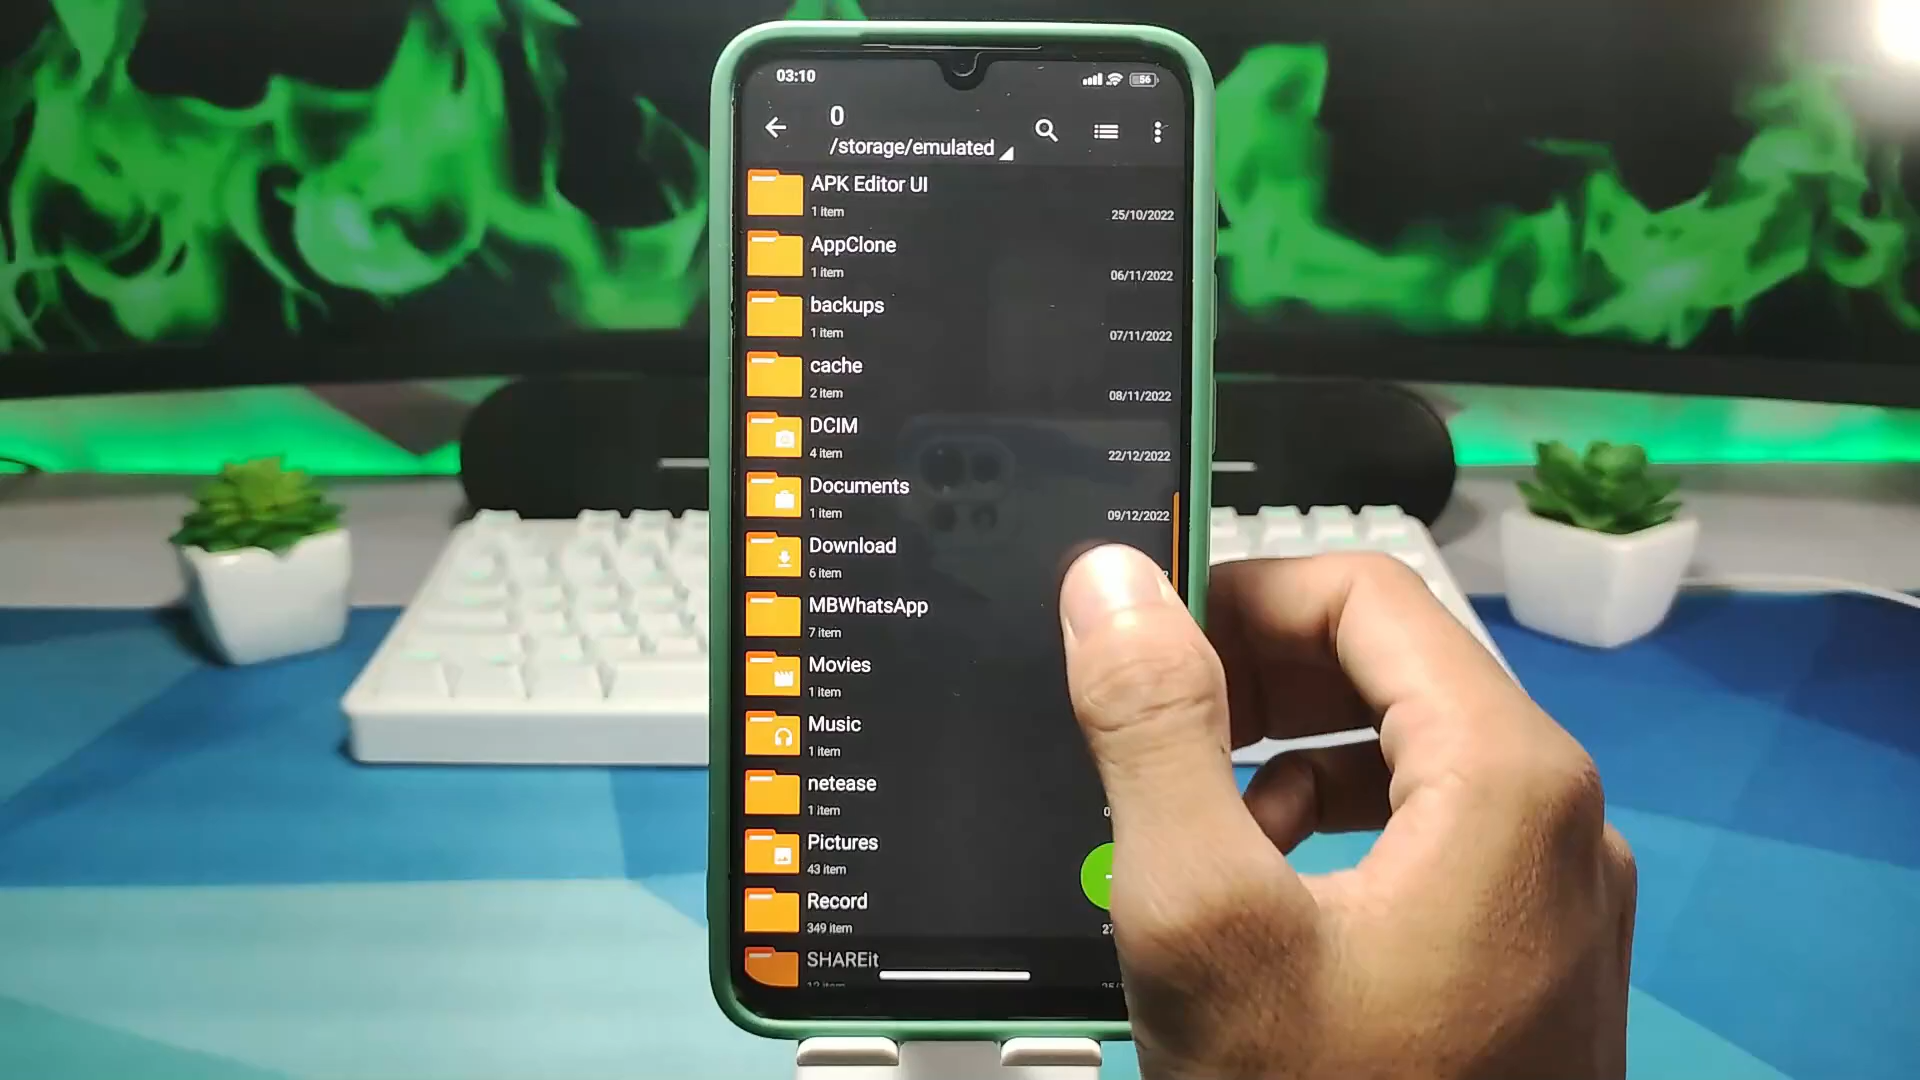 03:10
56
0
/storage/emulated
APK Editor UI
1 item
25/10/2022
AppClone
1 item
06/11/2022
backups
1 item
07/11/2022
cache
2 item
08/11/2022
DCIM
4 item
22/12/2022
Documents
1 item
09/12/2022
Download
6 item
MBWhatsApp
7 item
Movies
1 item
Music
1 item
netease
1 item
Pictures
43 item
Record
349 item
27
SHAREit